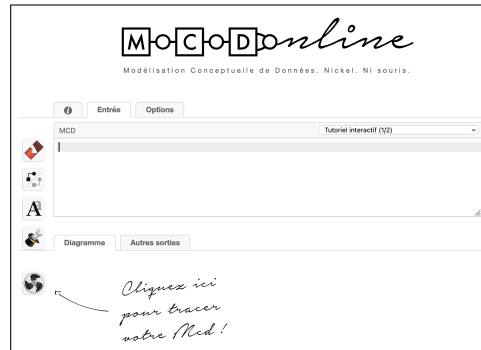 MOCODonline
Modélisation Conceptuelle de Données. Nickel. Ni souris.
i Entrée Options
MCD Tutoriel interactif (1/2)
A
Diagramme Autres sorties
Cliquez ici
pour tracer
votre Mcd !